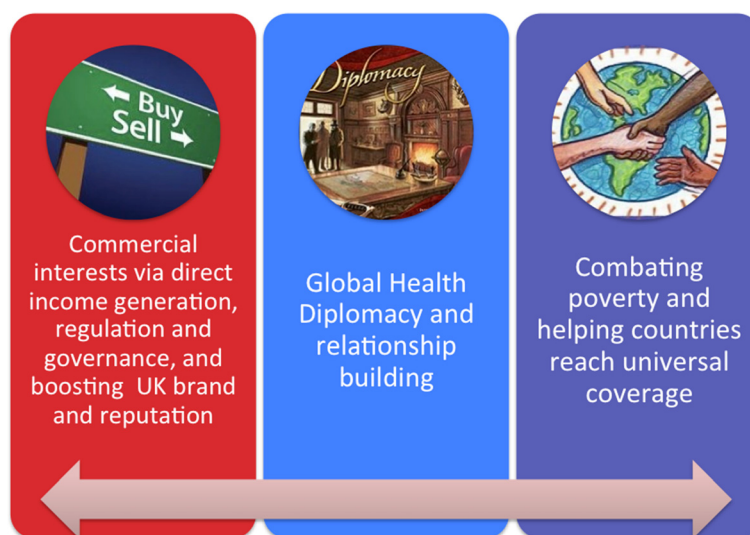 Buy
Sell
Commercial
interests via direct
income generation,
regulation and
governance, and
boosting  UK brand
and reputation
Diplomacy
Global Health
Diplomacy and
relationship
building
Combating
poverty and
helping countries
reach universal
coverage